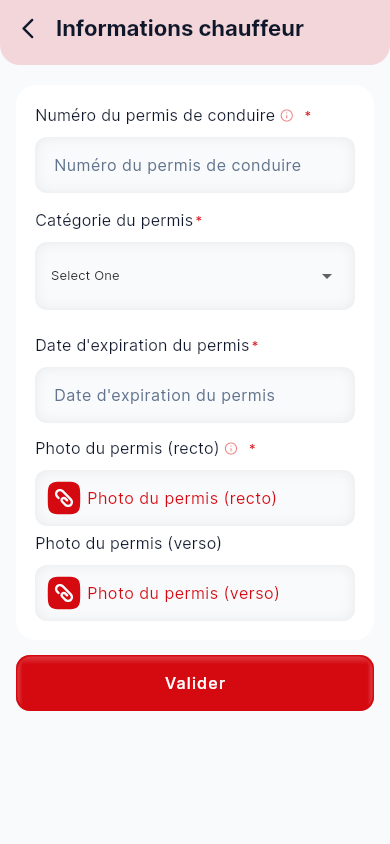 Informations chauffeur
Numéro du permis de conduire *
Numéro du permis de conduire
Catégorie du permis*
Select One
Date d'expiration du permis*
Date d'expiration du permis
Photo du permis (recto) *
Photo du permis (recto)
Photo du permis (verso)
Photo du permis (verso)
Valider